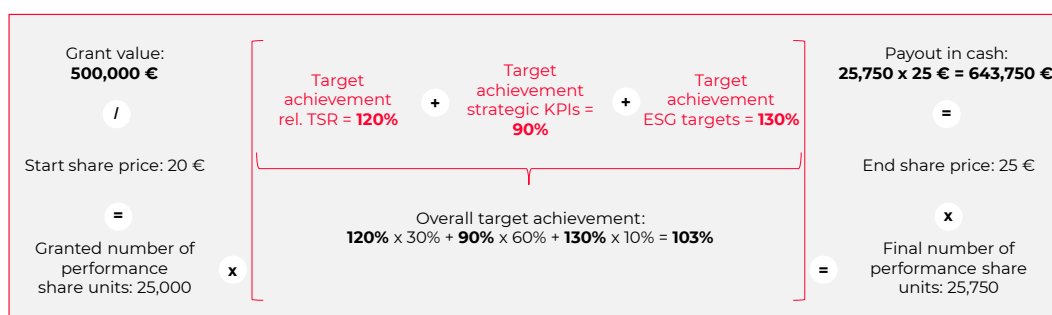 Grant value:
500,000 €
/
Start share price: 20 €
=
Granted number of
performance
share units: 25,000
x
Target
achievement
rel. TSR = 120%
+
Target
achievement
strategic KPIs =
90%
+
Target
achievement
ESG targets = 130%
Overall target achievement:
120% x 30% + 90% x 60% + 130% x 10% = 103%
=
Payout in cash:
25,750 x 25 € = 643,750 €
=
End share price: 25 €
x
Final number of
performance share
units: 25,750